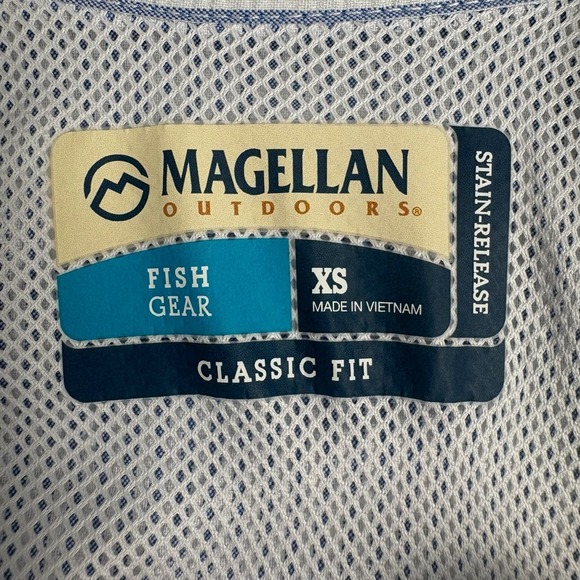 MAGELLAN
OUTDOORS®
FISH
GEAR
XS
MADE IN VIETNAM
STAIN-RELEASE
CLASSIC FIT